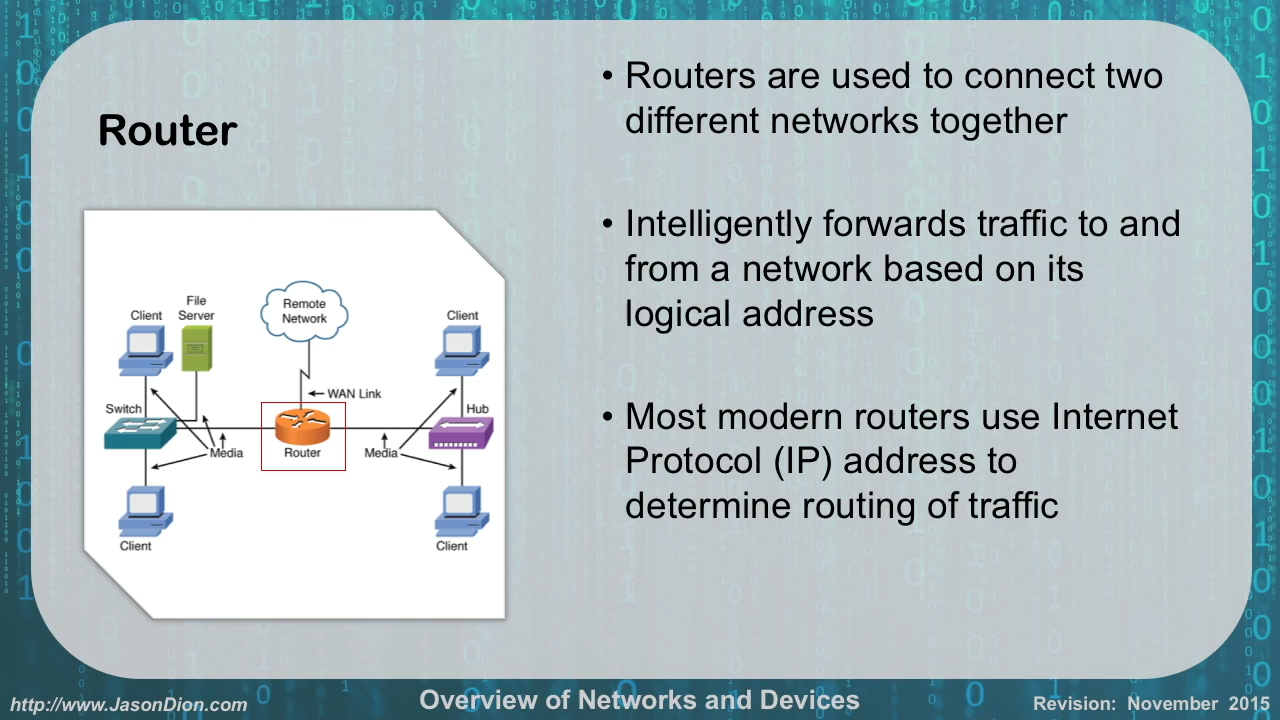 Router
• Routers are used to connect two
different networks together
• Intelligently forwards traffic to and
from a network based on its
logical address
• Most modern routers use Internet
Protocol (IP) address to
determine routing of traffic
File
Client
Server
Remote
Network
Client
WAN Link
Switch
Hub
Media
Router
Media
Client
Client
http://www.JasonDion.com
Overview of Networks and Devices
Revision: November 2015